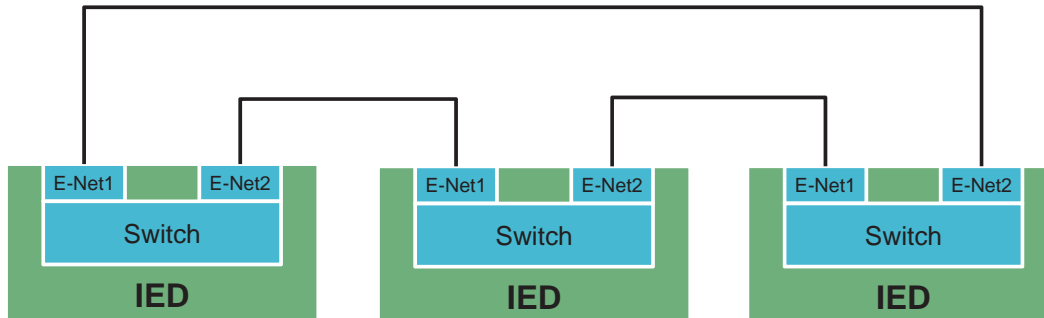 E-Net1 E-Net2 E-Net1 E-Net2 E-Net1 E-Net2
Switch Switch Switch
IED IED IED